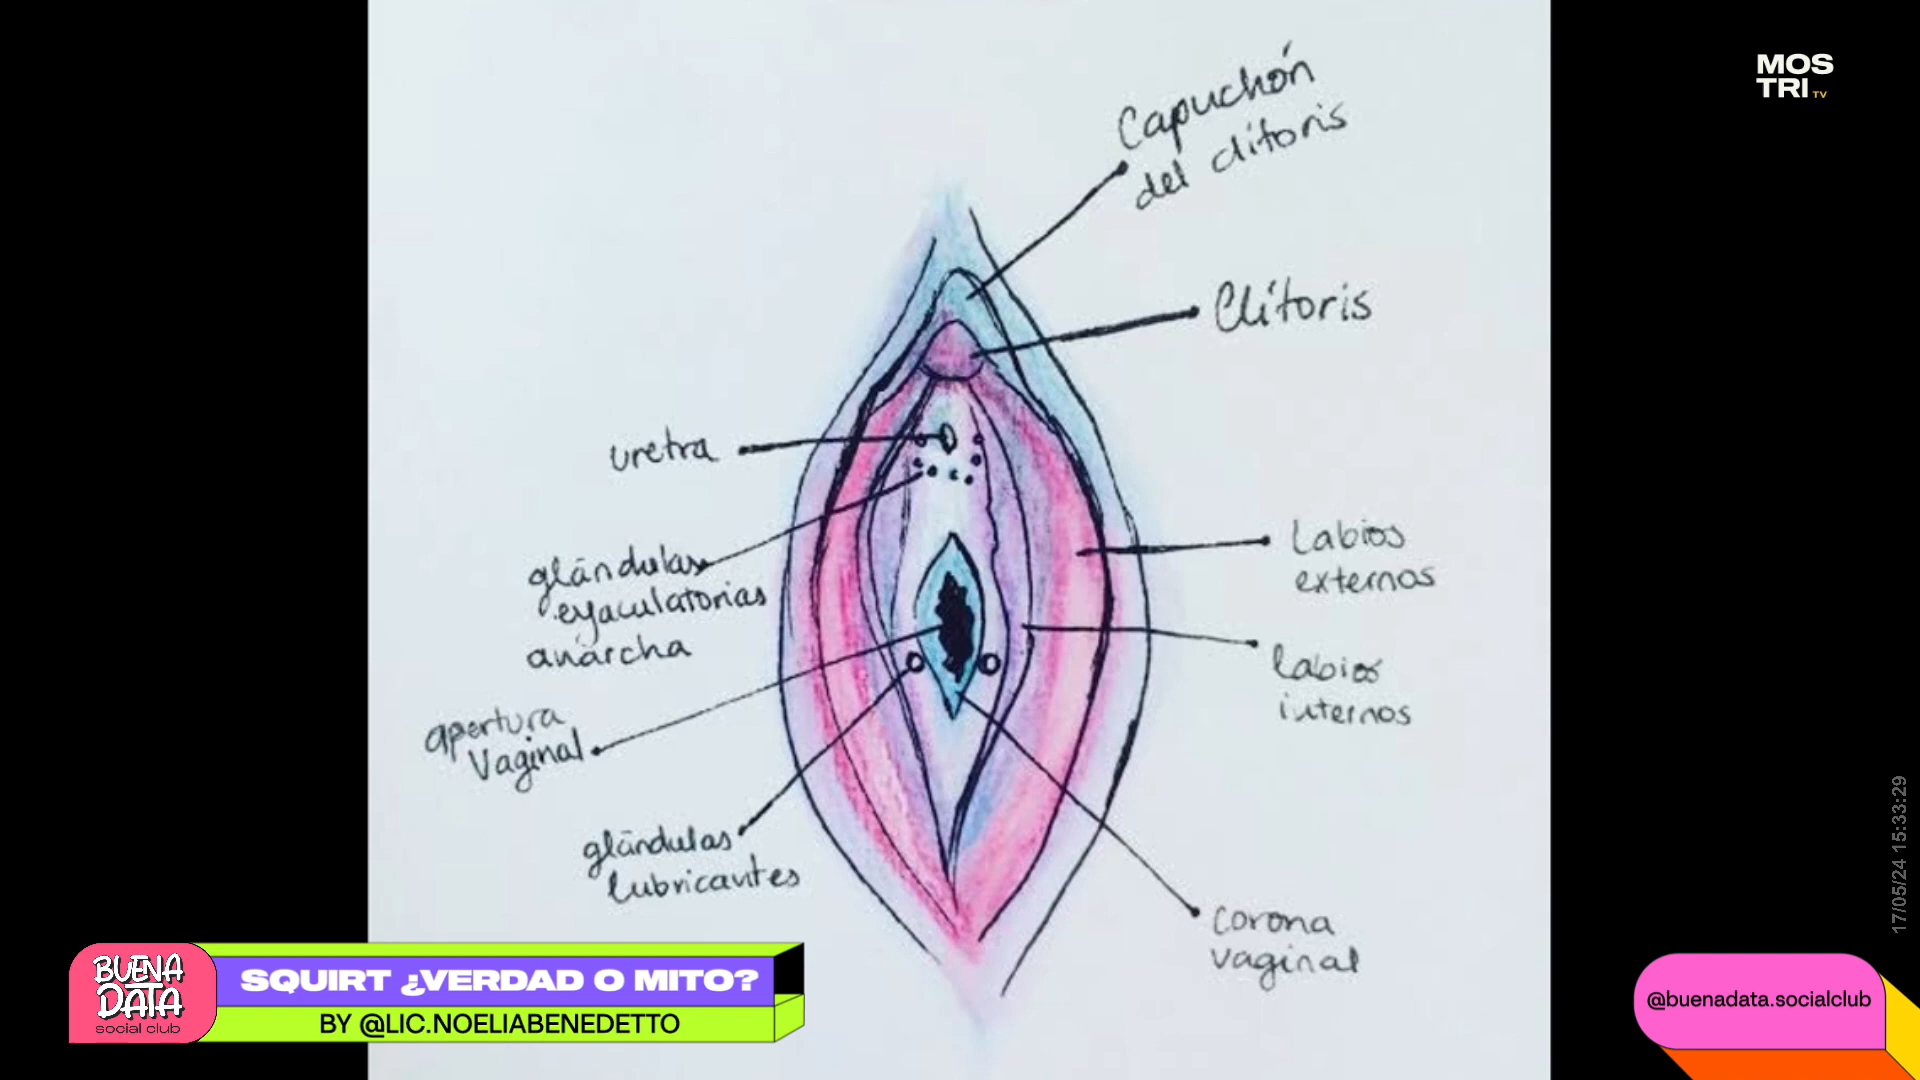 MOS
TRI TV
Capuchón
del clítoris
Clítoris
uretra
glándulas
eyaculatorias
anarcha
Labios
externos
labios
internos
apertura
Vaginal
glándulas
lubricantes
corona
vaginal
17/05/24 15:33:29
BUENA
DATA
social club
SQUIRT ¿VERDAD O MITO?
BY @LIC.NOELIABENEDETTO
@buenadata.socialclub